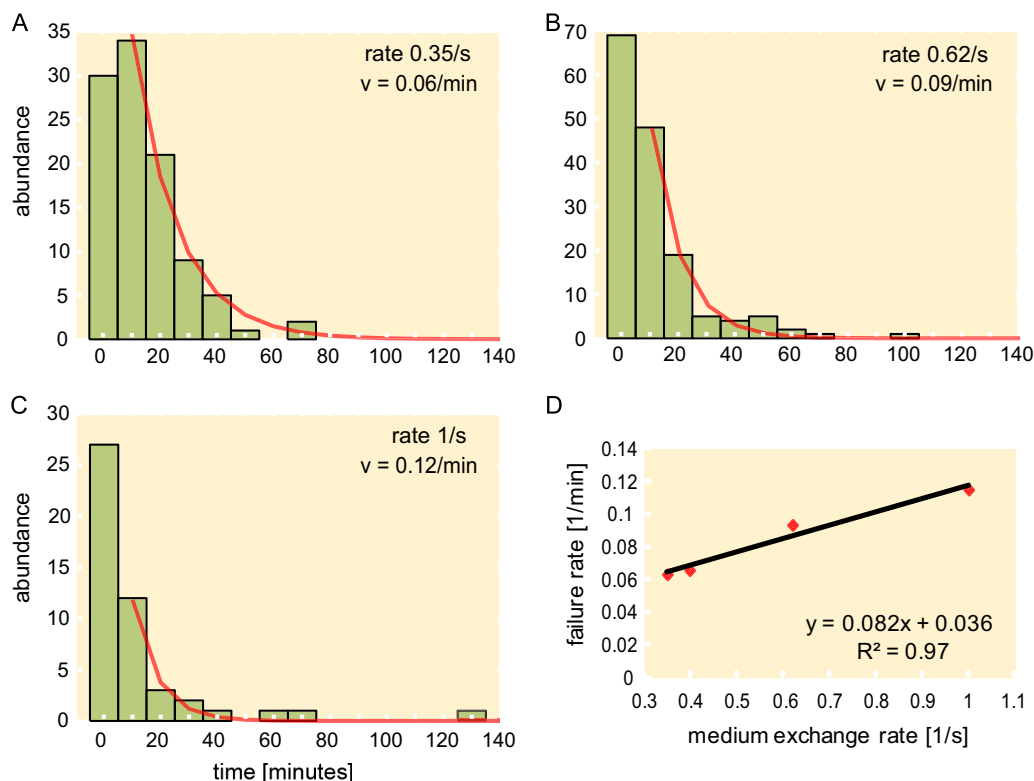 A
rate 0.35/s
v = 0.06/min
abundance
35
30
25
20
15
10
5
0
0 20 40 60 80 100 120 140
B
rate 0.62/s
v = 0.09/min
70
60
50
40
30
20
10
0
0 20 40 60 80 100 120 140
C
rate 1/s
v = 0.12/min
abundance
30
25
20
15
10
5
0
0 20 40 60 80 100 120 140
time [minutes]
D
failure rate [1/min]
0.14
0.12
0.1
0.08
0.06
0.04
0.02
0
y = 0.082x + 0.036
R² = 0.97
0.3 0.4 0.5 0.6 0.7 0.8 0.9 1 1.1
medium exchange rate [1/s]